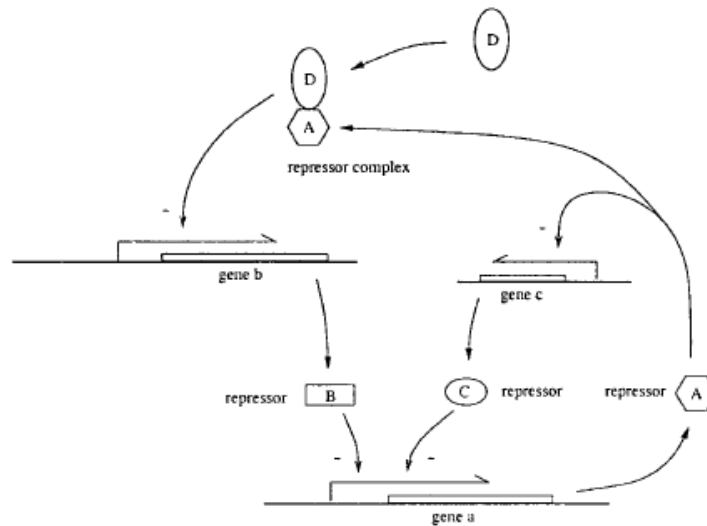 D
D
A
repressor complex
-
-
gene b
gene c
repressor
B
C
repressor
repressor
A
-
-
gene a